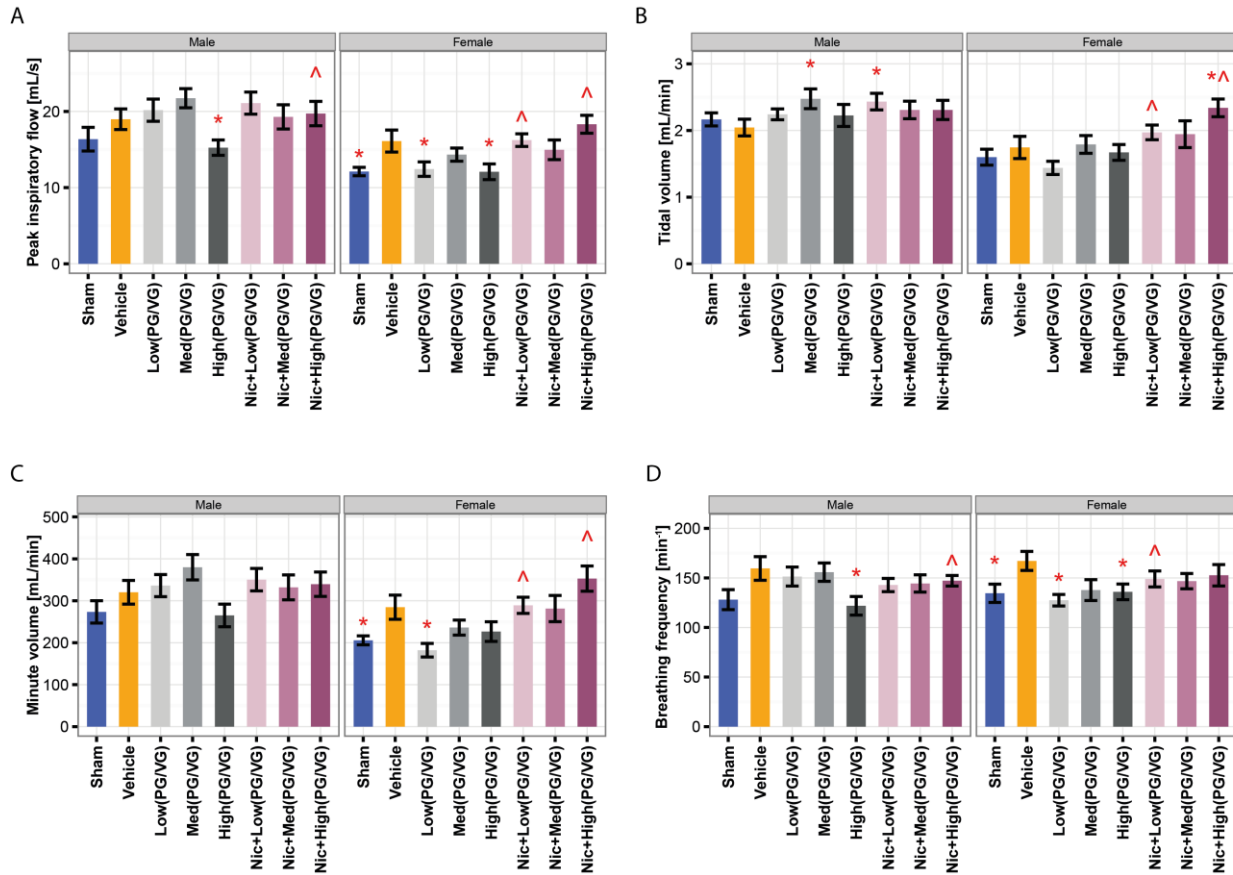 A
Male
Female
Peak inspiratory flow [mL/s]
20
10
0
*
^
*
*
*
^
^
Sham
Vehicle
Low(PG/VG)
Med(PG/VG)
High(PG/VG)
Nic+Low(PG/VG)
Nic+Med(PG/VG)
Nic+High(PG/VG)
Sham
Vehicle
Low(PG/VG)
Med(PG/VG)
High(PG/VG)
Nic+Low(PG/VG)
Nic+Med(PG/VG)
Nic+High(PG/VG)
B
Male
Female
Tidal volume [mL/min]
3
2
1
0
*
*
^
*^
Sham
Vehicle
Low(PG/VG)
Med(PG/VG)
High(PG/VG)
Nic+Low(PG/VG)
Nic+Med(PG/VG)
Nic+High(PG/VG)
Sham
Vehicle
Low(PG/VG)
Med(PG/VG)
High(PG/VG)
Nic+Low(PG/VG)
Nic+Med(PG/VG)
Nic+High(PG/VG)
C
Male
Female
Minute volume [mL/min]
500
400
300
200
100
0
*
*
^
^
Sham
Vehicle
Low(PG/VG)
Med(PG/VG)
High(PG/VG)
Nic+Low(PG/VG)
Nic+Med(PG/VG)
Nic+High(PG/VG)
Sham
Vehicle
Low(PG/VG)
Med(PG/VG)
High(PG/VG)
Nic+Low(PG/VG)
Nic+Med(PG/VG)
Nic+High(PG/VG)
D
Male
Female
Breathing frequency [min⁻¹]
200
150
100
50
0
*
^
*
*
*
^
Sham
Vehicle
Low(PG/VG)
Med(PG/VG)
High(PG/VG)
Nic+Low(PG/VG)
Nic+Med(PG/VG)
Nic+High(PG/VG)
Sham
Vehicle
Low(PG/VG)
Med(PG/VG)
High(PG/VG)
Nic+Low(PG/VG)
Nic+Med(PG/VG)
Nic+High(PG/VG)